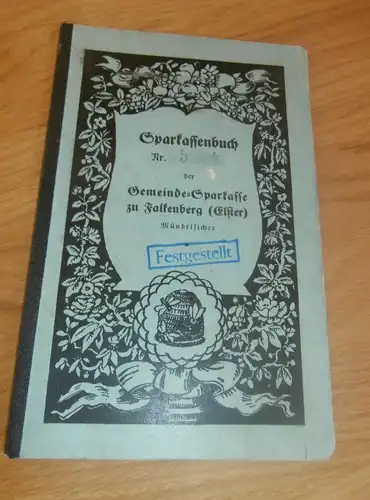 Sparkassenbuch
Nr.
der
Gemeinde-Sparkasse
zu Falkenberg (Elster)
Mündelsicher
Festgestellt